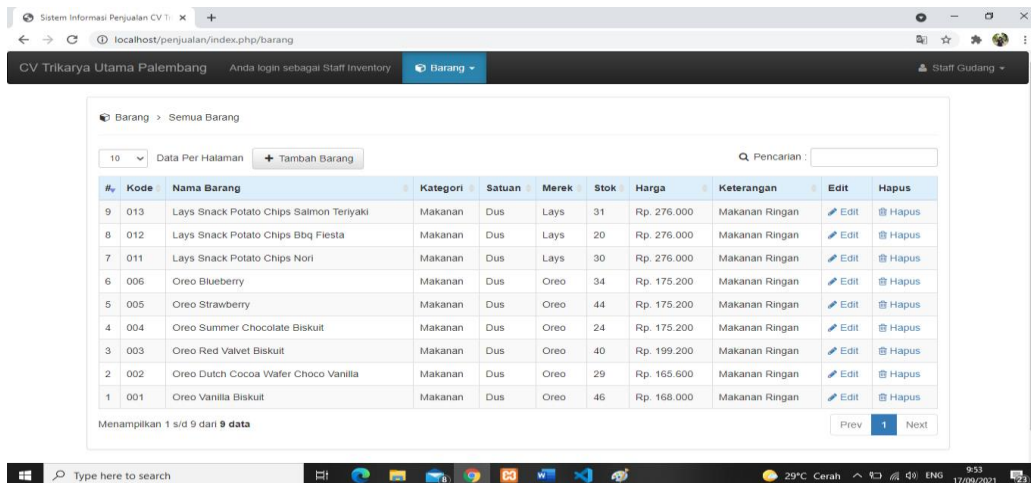 Sistem Informasi Penjualan CV Tr
localhost/penjualan/index.php/barang
CV Trikarya Utama Palembang Anda login sebagai Staff Inventory Barang Staff Gudang
Barang > Semua Barang
10 Data Per Halaman + Tambah Barang Pencarian :
# Kode Nama Barang Kategori Satuan Merek Stok Harga Keterangan Edit Hapus
9 013 Lays Snack Potato Chips Salmon Teriyaki Makanan Dus Lays 31 Rp. 276.000 Makanan Ringan Edit Hapus
8 012 Lays Snack Potato Chips Bbq Fiesta Makanan Dus Lays 20 Rp. 276.000 Makanan Ringan Edit Hapus
7 011 Lays Snack Potato Chips Nori Makanan Dus Lays 30 Rp. 276.000 Makanan Ringan Edit Hapus
6 006 Oreo Blueberry Makanan Dus Oreo 34 Rp. 175.200 Makanan Ringan Edit Hapus
5 005 Oreo Strawberry Makanan Dus Oreo 44 Rp. 175.200 Makanan Ringan Edit Hapus
4 004 Oreo Summer Chocolate Biskuit Makanan Dus Oreo 24 Rp. 175.200 Makanan Ringan Edit Hapus
3 003 Oreo Red Valvet Biskuit Makanan Dus Oreo 40 Rp. 199.200 Makanan Ringan Edit Hapus
2 002 Oreo Dutch Cocoa Wafer Choco Vanilla Makanan Dus Oreo 29 Rp. 165.600 Makanan Ringan Edit Hapus
1 001 Oreo Vanilla Biskuit Makanan Dus Oreo 46 Rp. 168.000 Makanan Ringan Edit Hapus
Menampilkan 1 s/d 9 dari 9 data Prev 1 Next
Type here to search 29°C Cerah ENG 9:53
17/09/2021